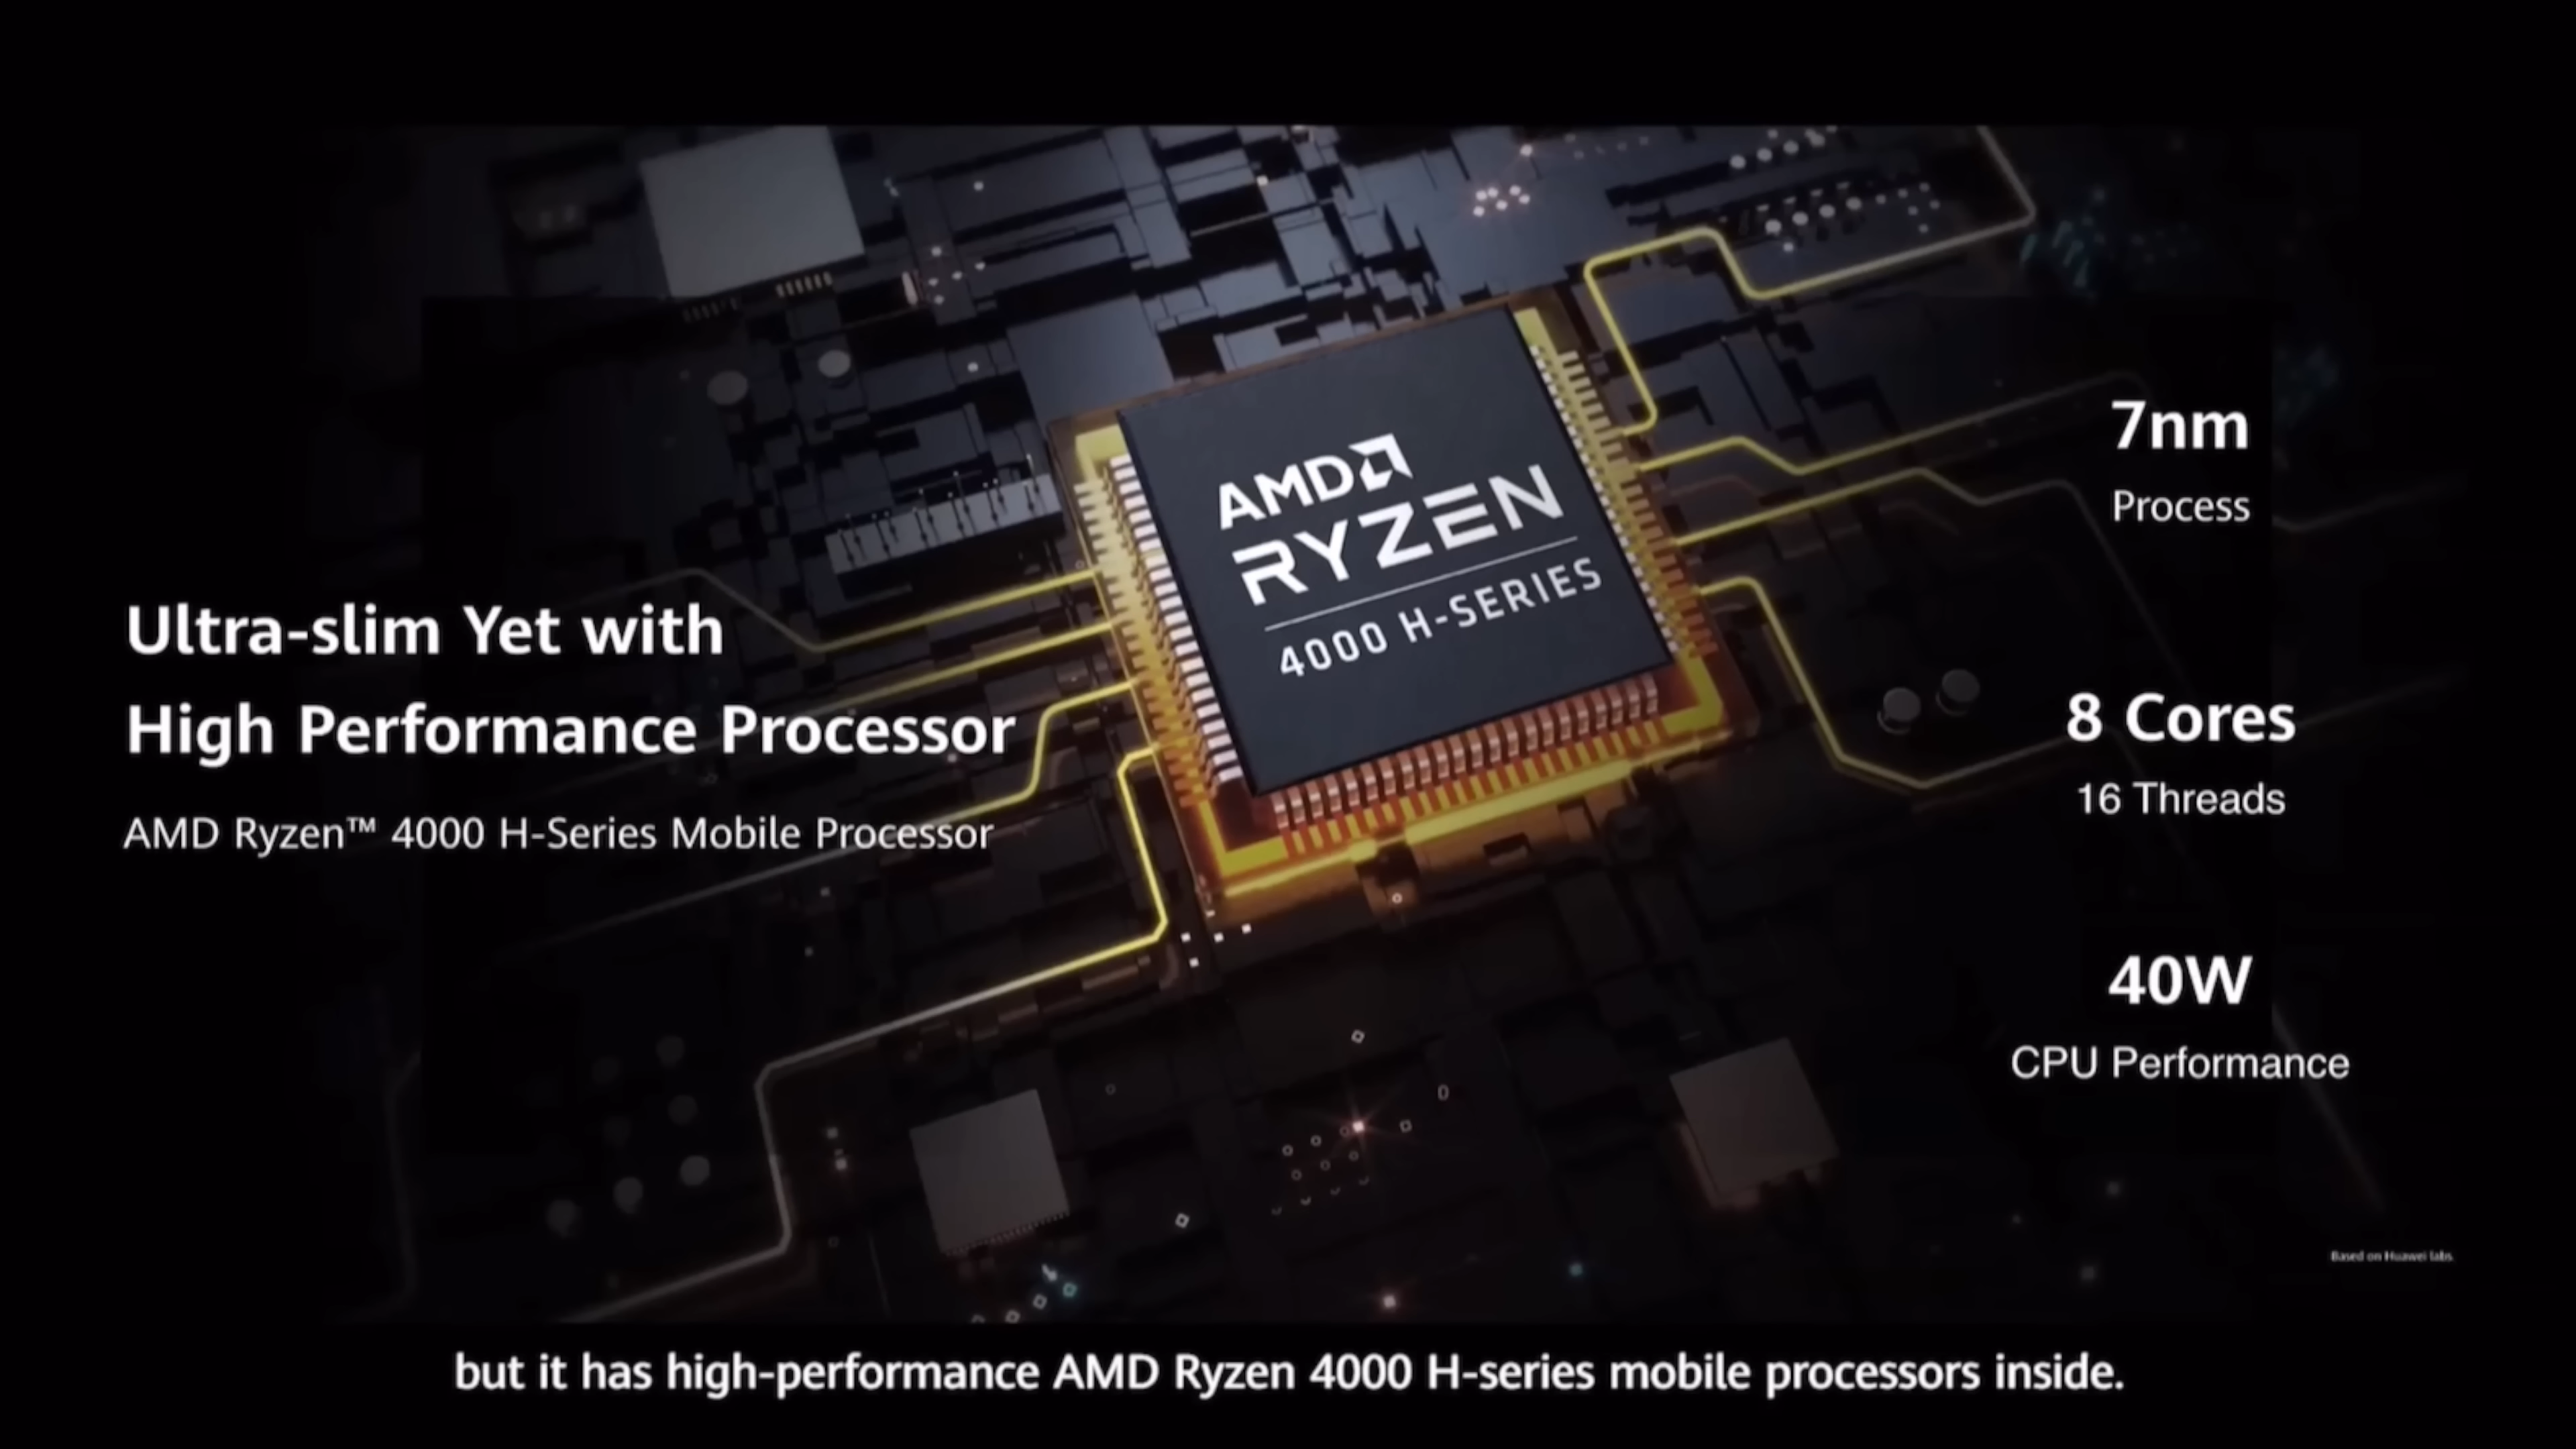 Ultra-slim Yet with
High Performance Processor
AMD Ryzen™ 4000 H-Series Mobile Processor
AMD
RYZEN
4000 H-SERIES
7nm
Process
8 Cores
16 Threads
40W
CPU Performance
Based on Huawei labs.
but it has high-performance AMD Ryzen 4000 H-series mobile processors inside.